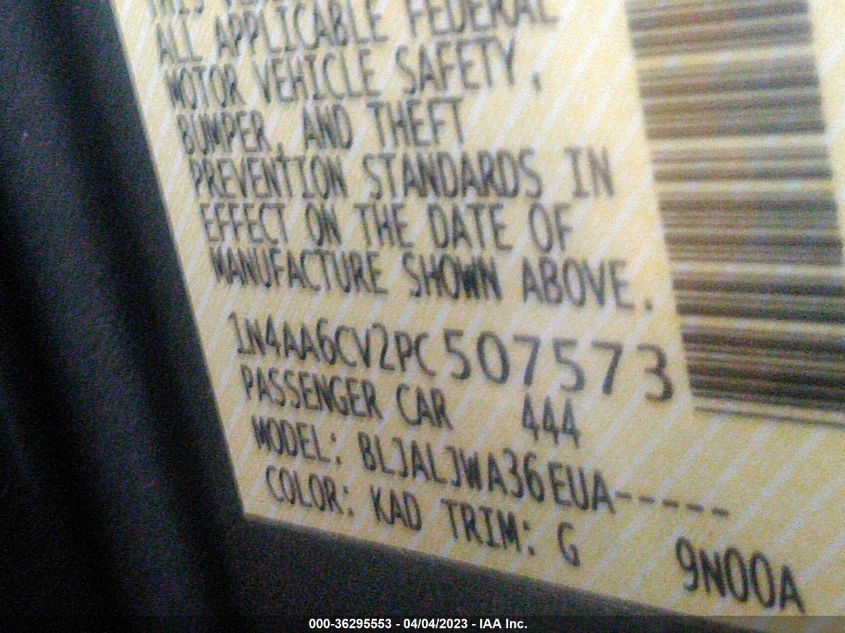 ALL APPLICABLE FEDERAL
MOTOR VEHICLE SAFETY,
BUMPER, AND THEFT
PREVENTION STANDARDS IN
EFFECT ON THE DATE OF
MANUFACTURE SHOWN ABOVE.
1N4AA6CV2PC507573
PASSENGER CAR 444
MODEL: BLJALJWA36EUA-----
COLOR: KAD TRIM: G 9N00A
000-36295553 - 04/04/2023 - IAA Inc.